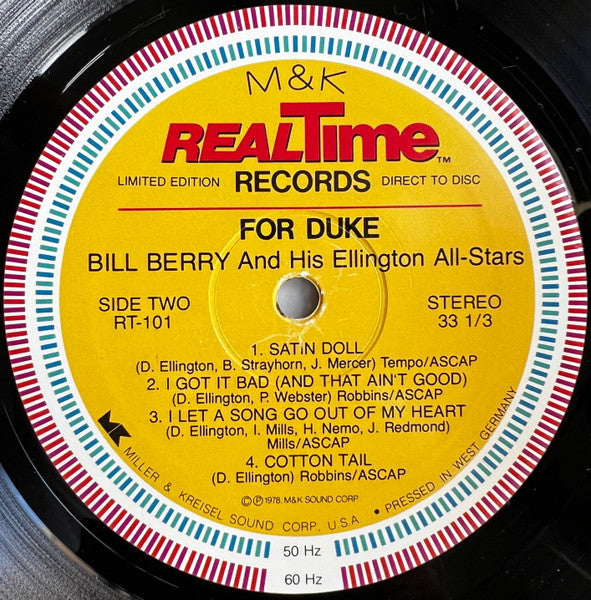 M&K
REALTime™
LIMITED EDITION RECORDS DIRECT TO DISC
FOR DUKE
BILL BERRY And His Ellington All-Stars
SIDE TWO STEREO
RT-101 33 1/3
1. SATIN DOLL
(D. Ellington, B. Strayhorn, J. Mercer) Tempo/ASCAP
2. I GOT IT BAD (AND THAT AIN'T GOOD)
(D. Ellington, P. Webster) Robbins/ASCAP
3. I LET A SONG GO OUT OF MY HEART
(D. Ellington, I. Mills, H. Nemo, J. Redmond)
Mills/ASCAP
4. COTTON TAIL
(D. Ellington) Robbins/ASCAP
©℗1978. M&K SOUND CORP
MK MILLER & KREISEL SOUND CORP., U.S.A. • PRESSED IN WEST GERMANY
50 Hz
60 Hz